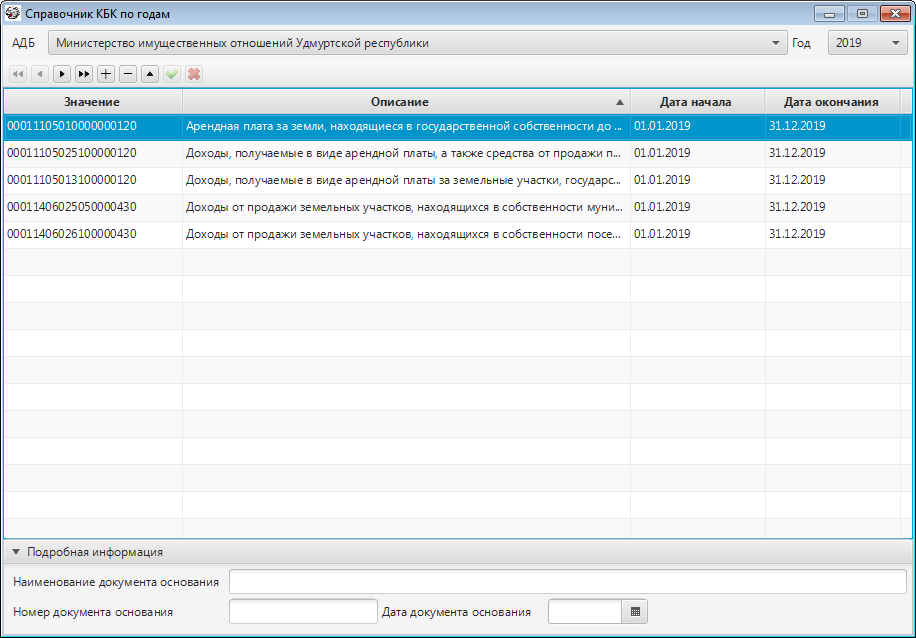 Справочник КБК по годам
АДБ Министерство имущественных отношений Удмуртской республики Год 2019
Значение Описание Дата начала Дата окончания
00011105010000000120 Арендная плата за земли, находящиеся в государственной собственности до ... 01.01.2019 31.12.2019
00011105025100000120 Доходы, получаемые в виде арендной платы, а также средства от продажи п... 01.01.2019 31.12.2019
00011105013100000120 Доходы, получаемые в виде арендной платы за земельные участки, государс... 01.01.2019 31.12.2019
00011406025050000430 Доходы от продажи земельных участков, находящихся в собственности муни... 01.01.2019 31.12.2019
00011406026100000430 Доходы от продажи земельных участков, находящихся в собственности посе... 01.01.2019 31.12.2019
Подробная информация
Наименование документа основания
Номер документа основания Дата документа основания